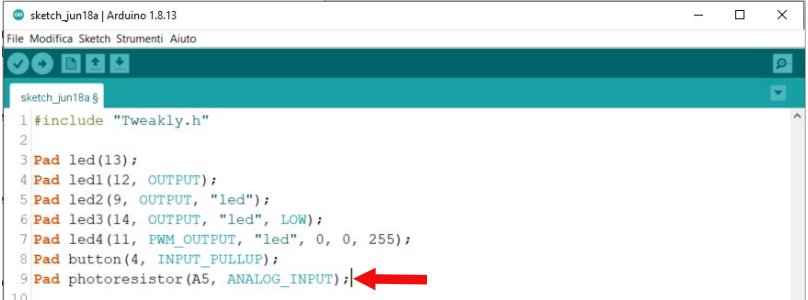 sketch_jun18a | Arduino 1.8.13
File Modifica Sketch Strumenti Aiuto
sketch_jun18a §
1 #include "Tweakly.h"
2
3 Pad led(13);
4 Pad led1(12, OUTPUT);
5 Pad led2(9, OUTPUT, "led");
6 Pad led3(14, OUTPUT, "led", LOW);
7 Pad led4(11, PWM_OUTPUT, "led", 0, 0, 255);
8 Pad button(4, INPUT_PULLUP);
9 Pad photoresistor(A5, ANALOG_INPUT);
10